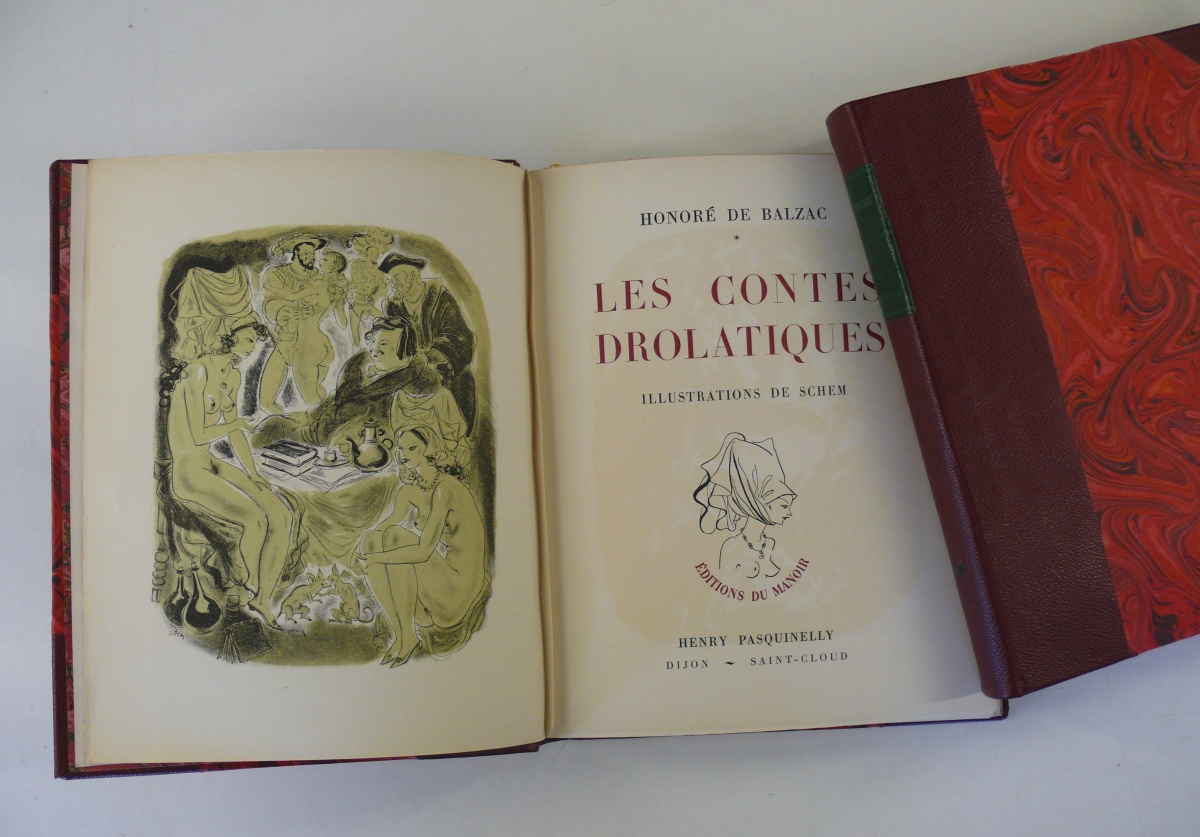 HONORÉ DE BALZAC
*
LES CONTES
DROLATIQUES
ILLUSTRATIONS DE SCHEM
EDITIONS DU MANOIR
HENRY PASQUINELLY
DIJON ~ SAINT-CLOUD